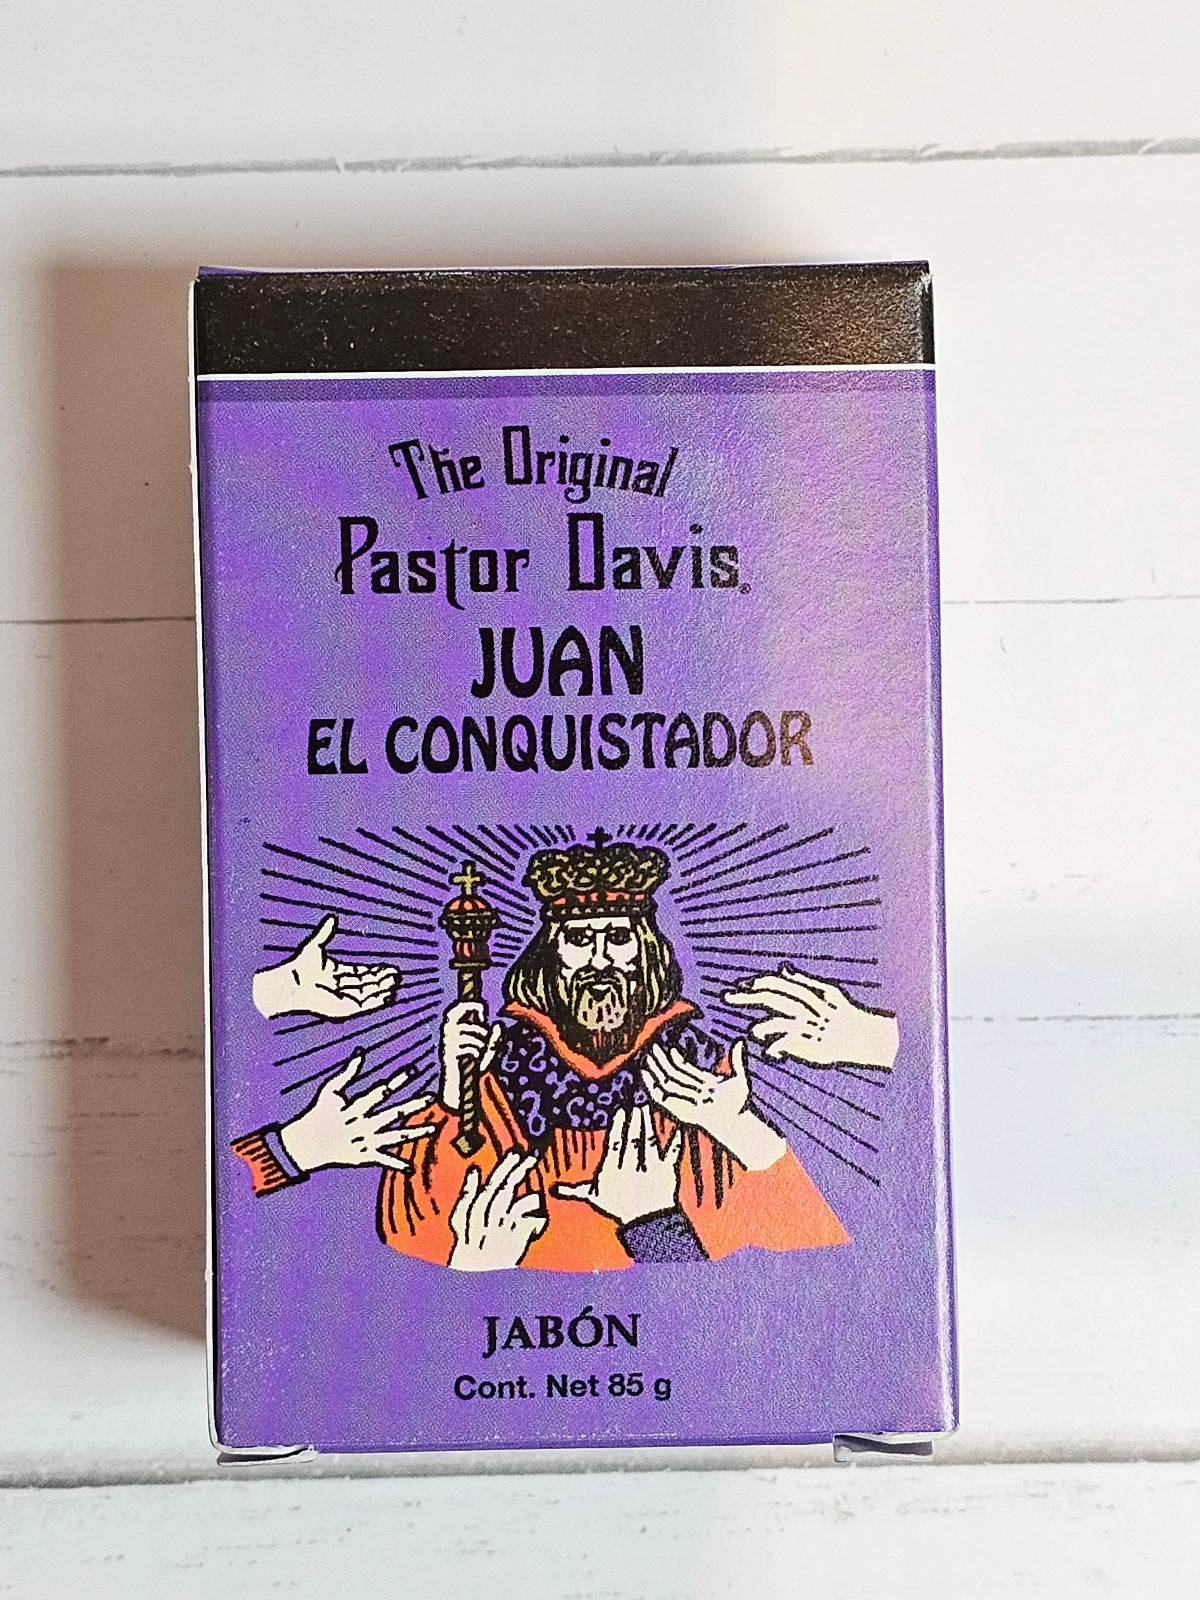 The Original
Pastor Davis®
JUAN
EL CONQUISTADOR
JABÓN
Cont. Net 85 g